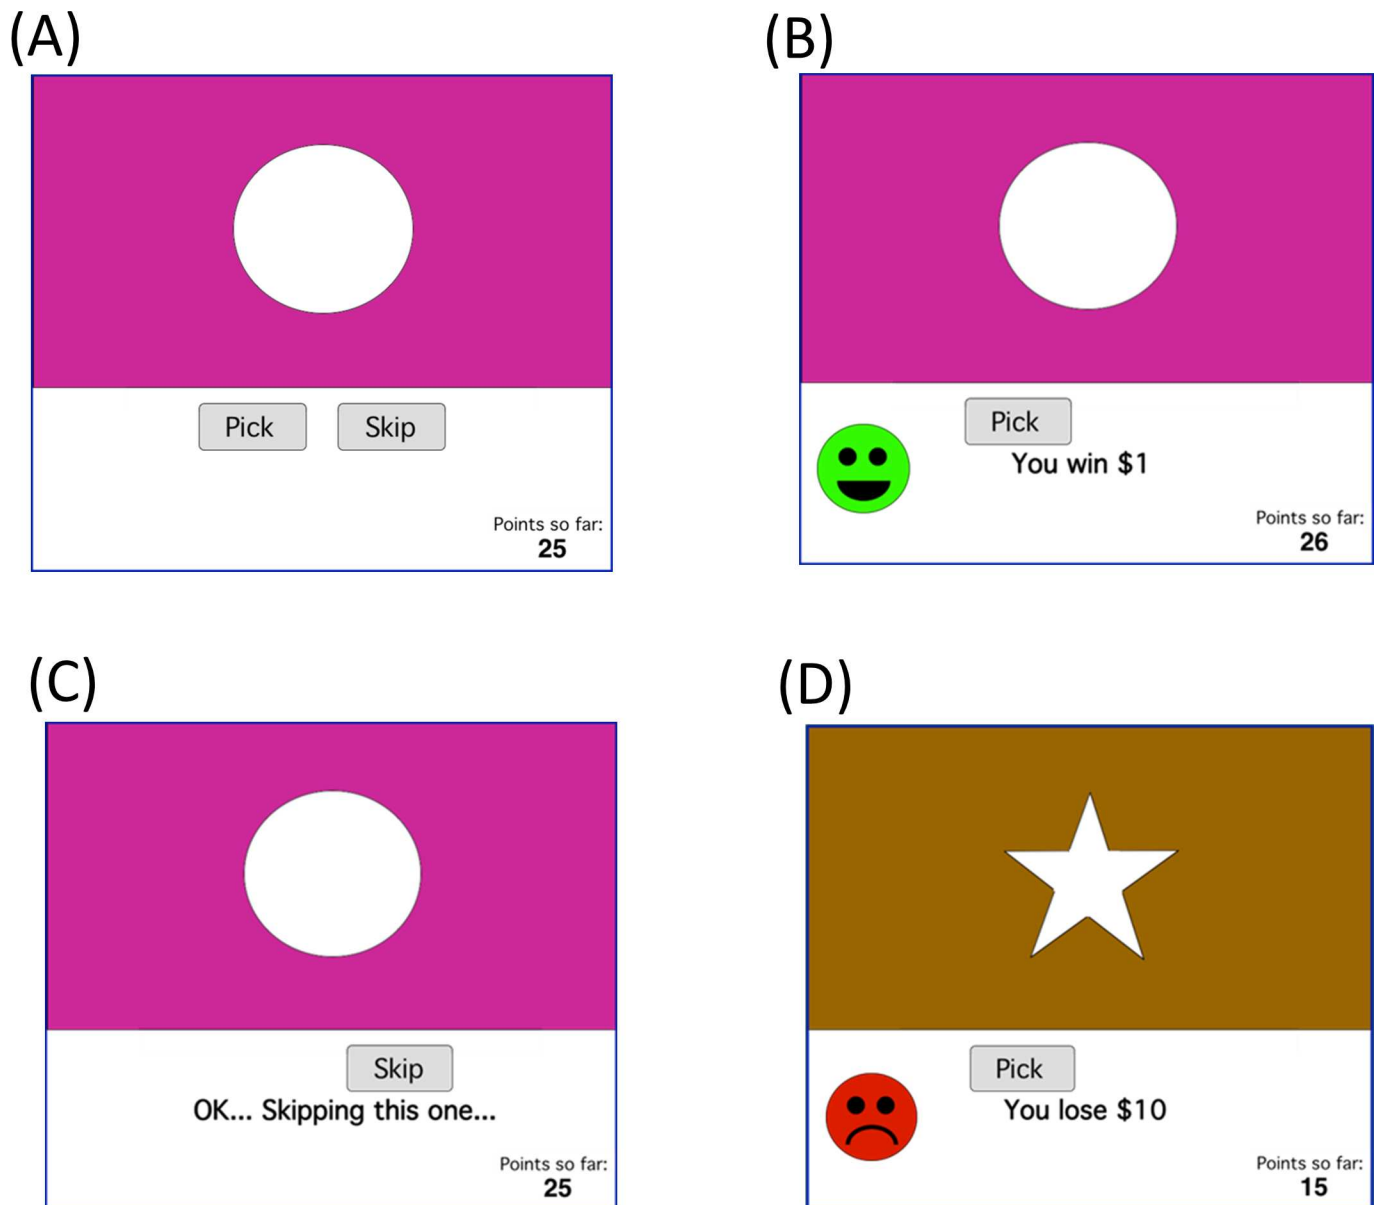 (A)
Pick Skip
Points so far:
25
(B)
Pick
You win $1
Points so far:
26
(C)
Skip
OK... Skipping this one...
Points so far:
25
(D)
Pick
You lose $10
Points so far:
15